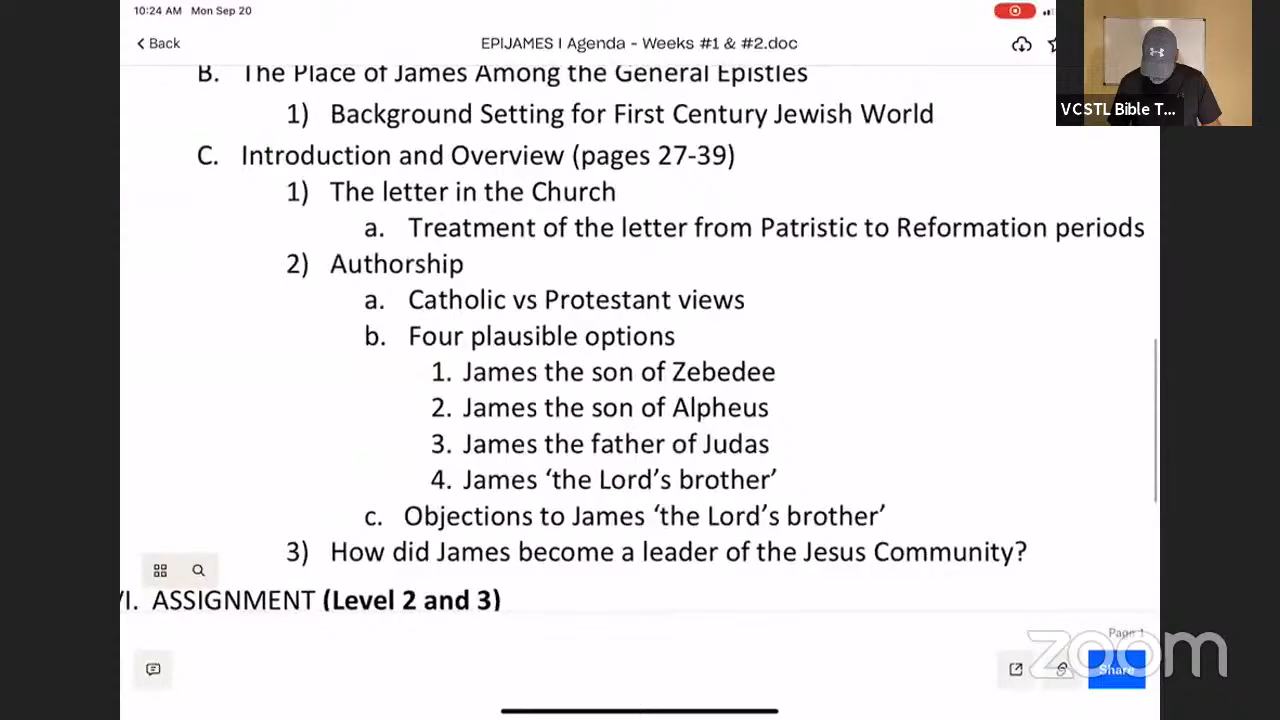 10:24 AM Mon Sep 20
Back
EPIJAMES I Agenda - Weeks #1 & #2.doc
VCSTL Bible T...
B. The Place of James Among the General Epistles
1) Background Setting for First Century Jewish World
C. Introduction and Overview (pages 27-39)
1) The letter in the Church
a. Treatment of the letter from Patristic to Reformation periods
2) Authorship
a. Catholic vs Protestant views
b. Four plausible options
1. James the son of Zebedee
2. James the son of Alpheus
3. James the father of Judas
4. James ‘the Lord’s brother’
c. Objections to James ‘the Lord’s brother’
3) How did James become a leader of the Jesus Community?
VI. ASSIGNMENT (Level 2 and 3)
Page 1
zoom
Share